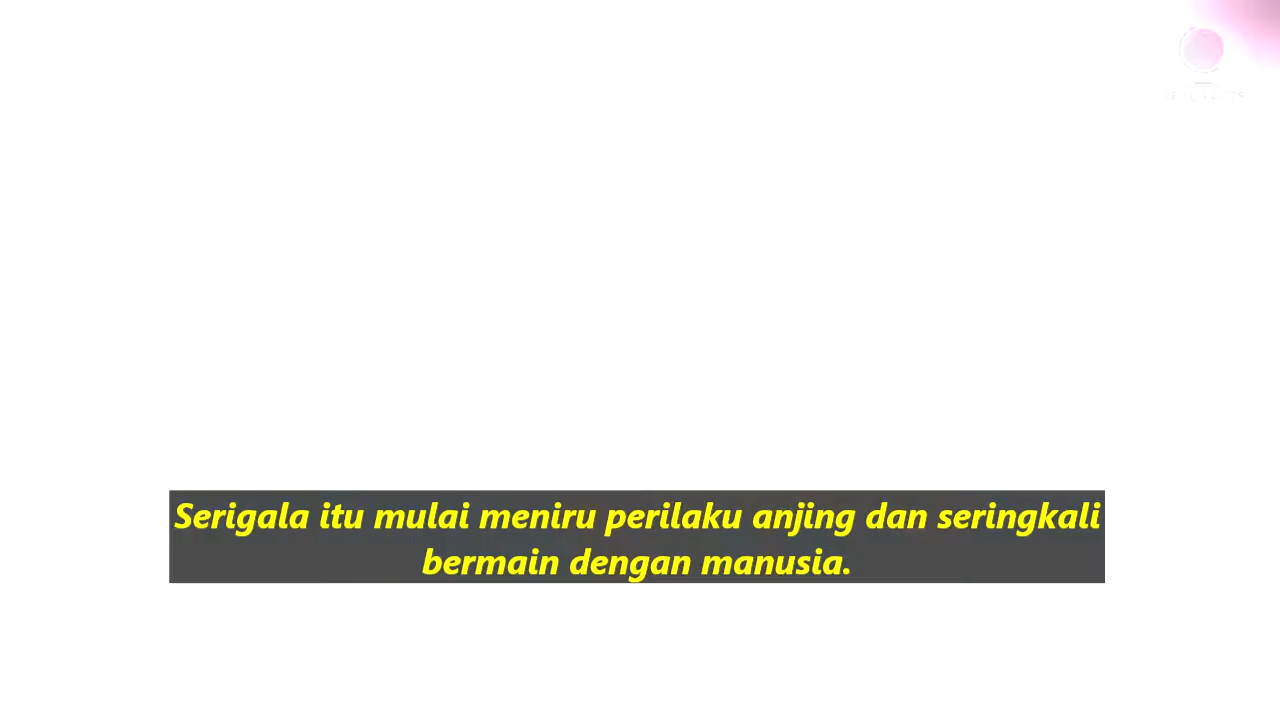 Serigala itu mulai meniru perilaku anjing dan seringkali
bermain dengan manusia.